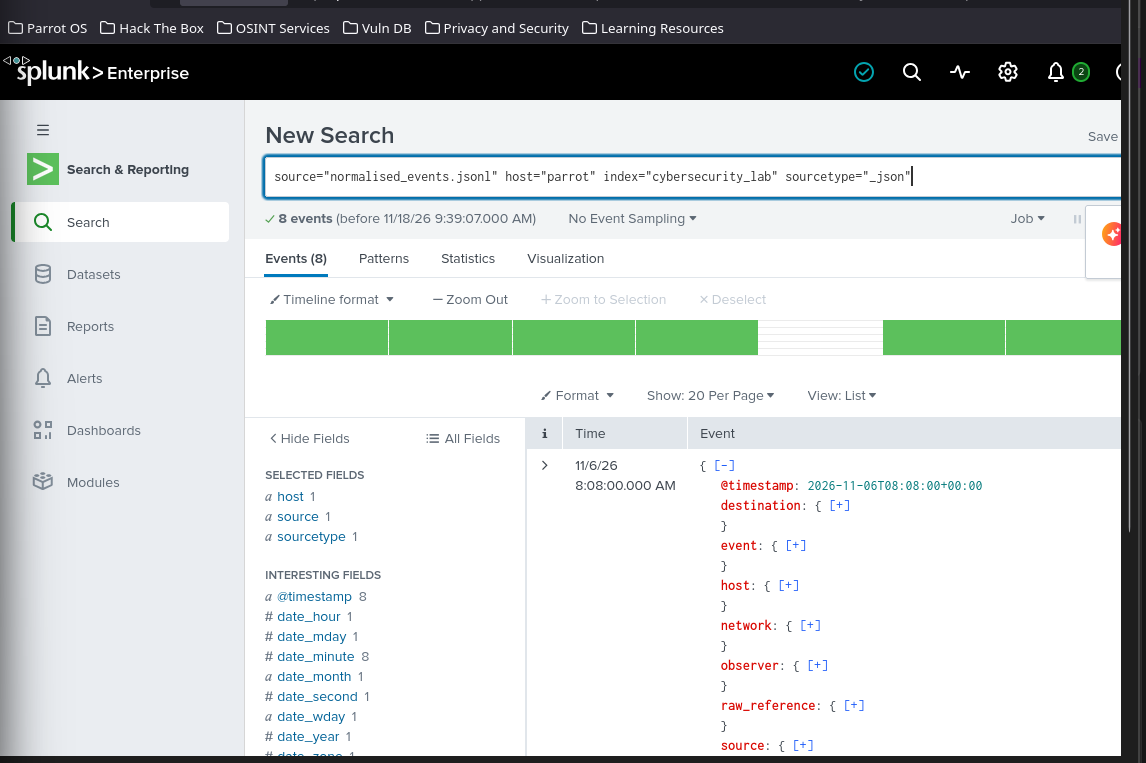 Parrot OS Hack The Box OSINT Services Vuln DB Privacy and Security Learning Resources
splunk> Enterprise
2
Search & Reporting
Search
Datasets
Reports
Alerts
Dashboards
Modules
New Search
Save
source="normalised_events.jsonl" host="parrot" index="cybersecurity_lab" sourcetype="_json"
✓ 8 events (before 11/18/26 9:39:07.000 AM) No Event Sampling ▾ Job ▾
Events (8) Patterns Statistics Visualization
Timeline format ▾ — Zoom Out + Zoom to Selection × Deselect
Format ▾ Show: 20 Per Page ▾ View: List ▾
< Hide Fields All Fields
SELECTED FIELDS
a host 1
a source 1
a sourcetype 1
INTERESTING FIELDS
a @timestamp 8
# date_hour 1
# date_mday 1
# date_minute 8
a date_month 1
# date_second 1
a date_wday 1
# date_year 1
i Time Event
> 11/6/26
8:08:00.000 AM
{ [-]
@timestamp: 2026-11-06T08:08:00+00:00
destination: { [+]
}
event: { [+]
}
host: { [+]
}
network: { [+]
}
observer: { [+]
}
raw_reference: { [+]
}
source: { [+]